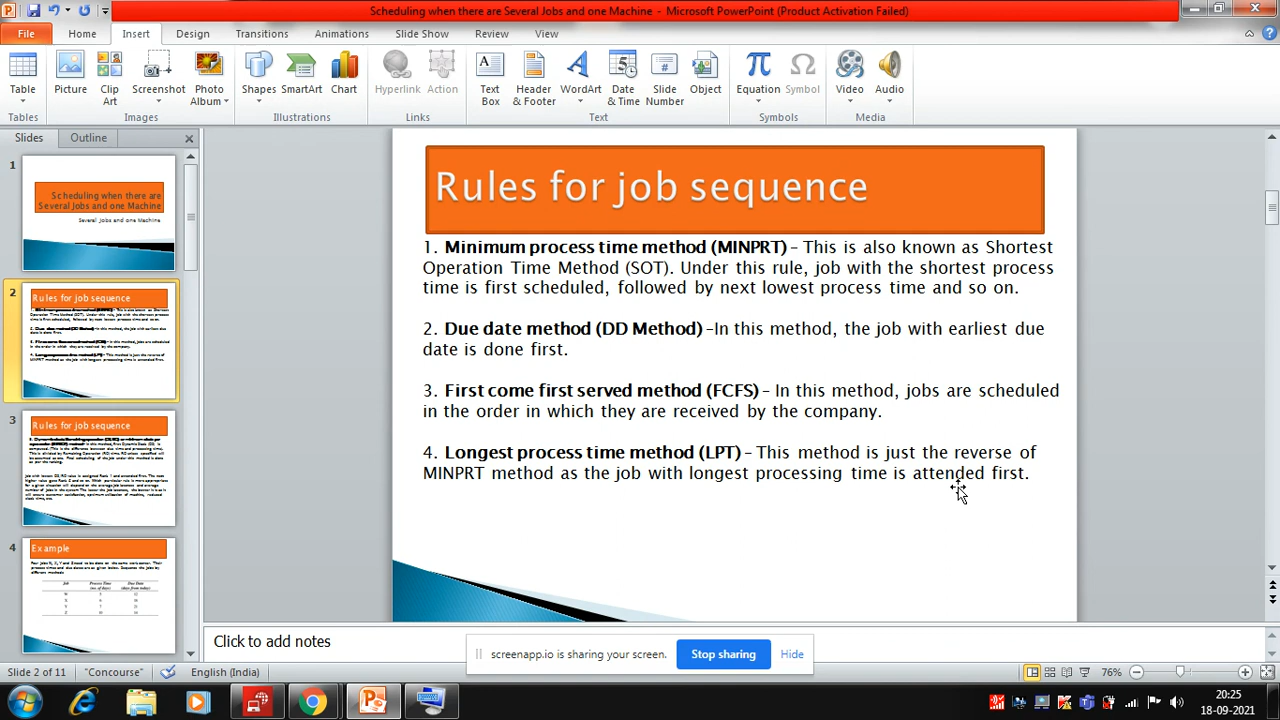 Scheduling when there are Several Jobs and one Machine - Microsoft PowerPoint (Product Activation Failed)
File Home Insert Design Transitions Animations Slide Show Review View
Table Picture Clip Art Screenshot Photo Album Shapes SmartArt Chart Hyperlink Action Text Box Header & Footer WordArt Date & Time Slide Number Object Equation Symbol Video Audio
Tables Images Illustrations Links Text Symbols Media
Slides Outline
1
Scheduling when there are
Several Jobs and one Machine
Several Jobs and one Machine
2
Rules for job sequence
3
Rules for job sequence
4
Example
Rules for job sequence
1. Minimum process time method (MINPRT) – This is also known as Shortest
Operation Time Method (SOT). Under this rule, job with the shortest process
time is first scheduled, followed by next lowest process time and so on.
2. Due date method (DD Method) –In this method, the job with earliest due
date is done first.
3. First come first served method (FCFS) – In this method, jobs are scheduled
in the order in which they are received by the company.
4. Longest process time method (LPT) – This method is just the reverse of
MINPRT method as the job with longest processing time is attended first.
Click to add notes
screenapp.io is sharing your screen. Stop sharing Hide
Slide 2 of 11 "Concourse" English (India) 76%
20:25
18-09-2021